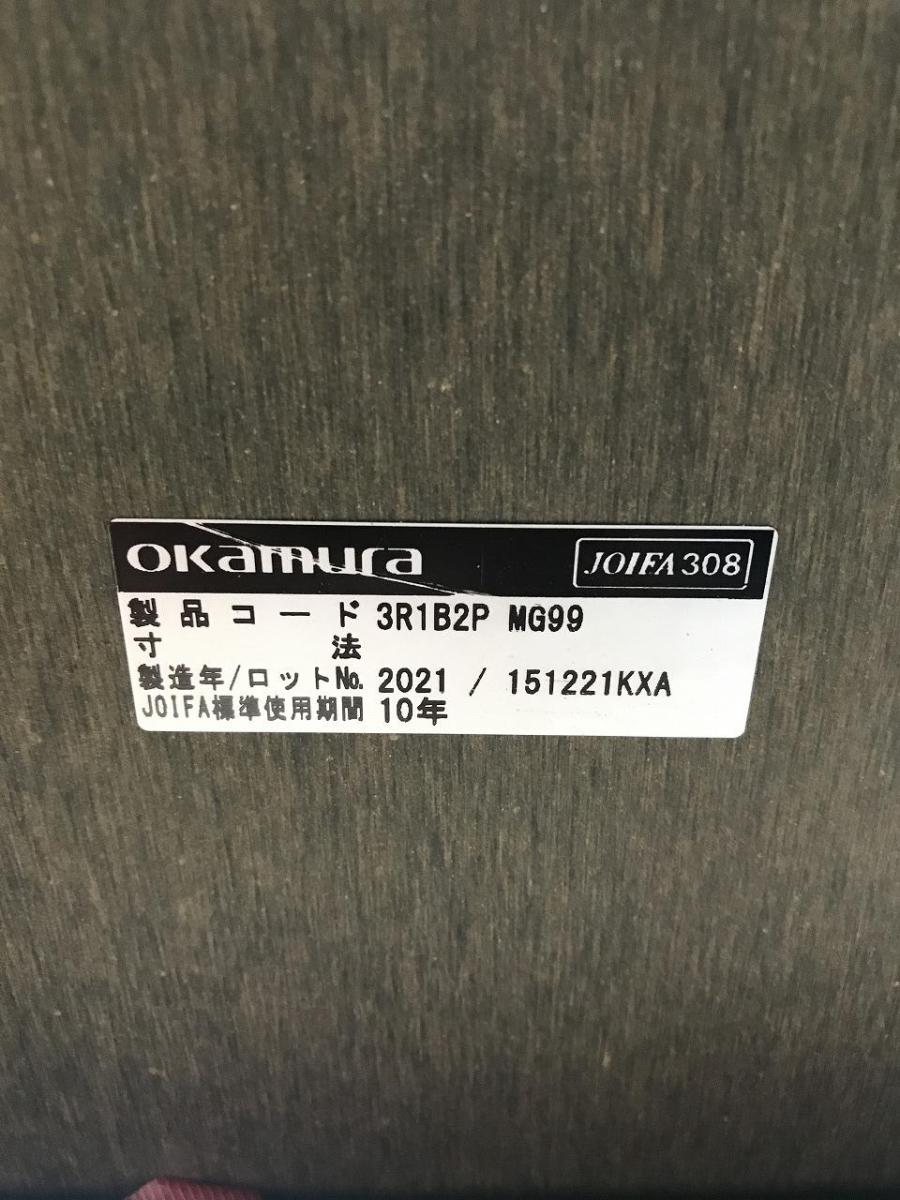 okamura JOIFA308
製品コード 3R1B2P MG99
寸法
製造年/ロットNo. 2021 / 151221KXA
JOIFA標準使用期間 10年